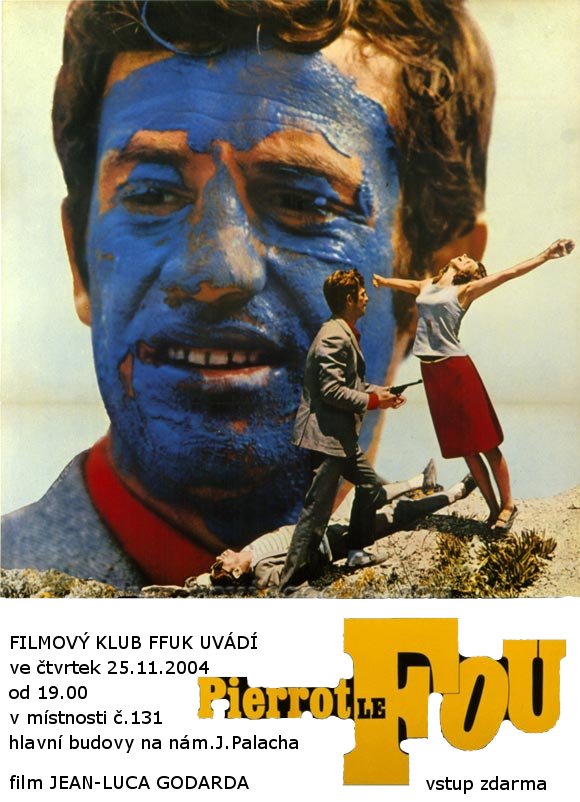 FILMOVÝ KLUB FFUK UVÁDÍ
ve čtvrtek 25.11.2004
od 19.00
v místnosti č.131
hlavní budovy na nám.J.Palacha
film JEAN-LUCA GODARDA
Pierrot LE FOU
vstup zdarma